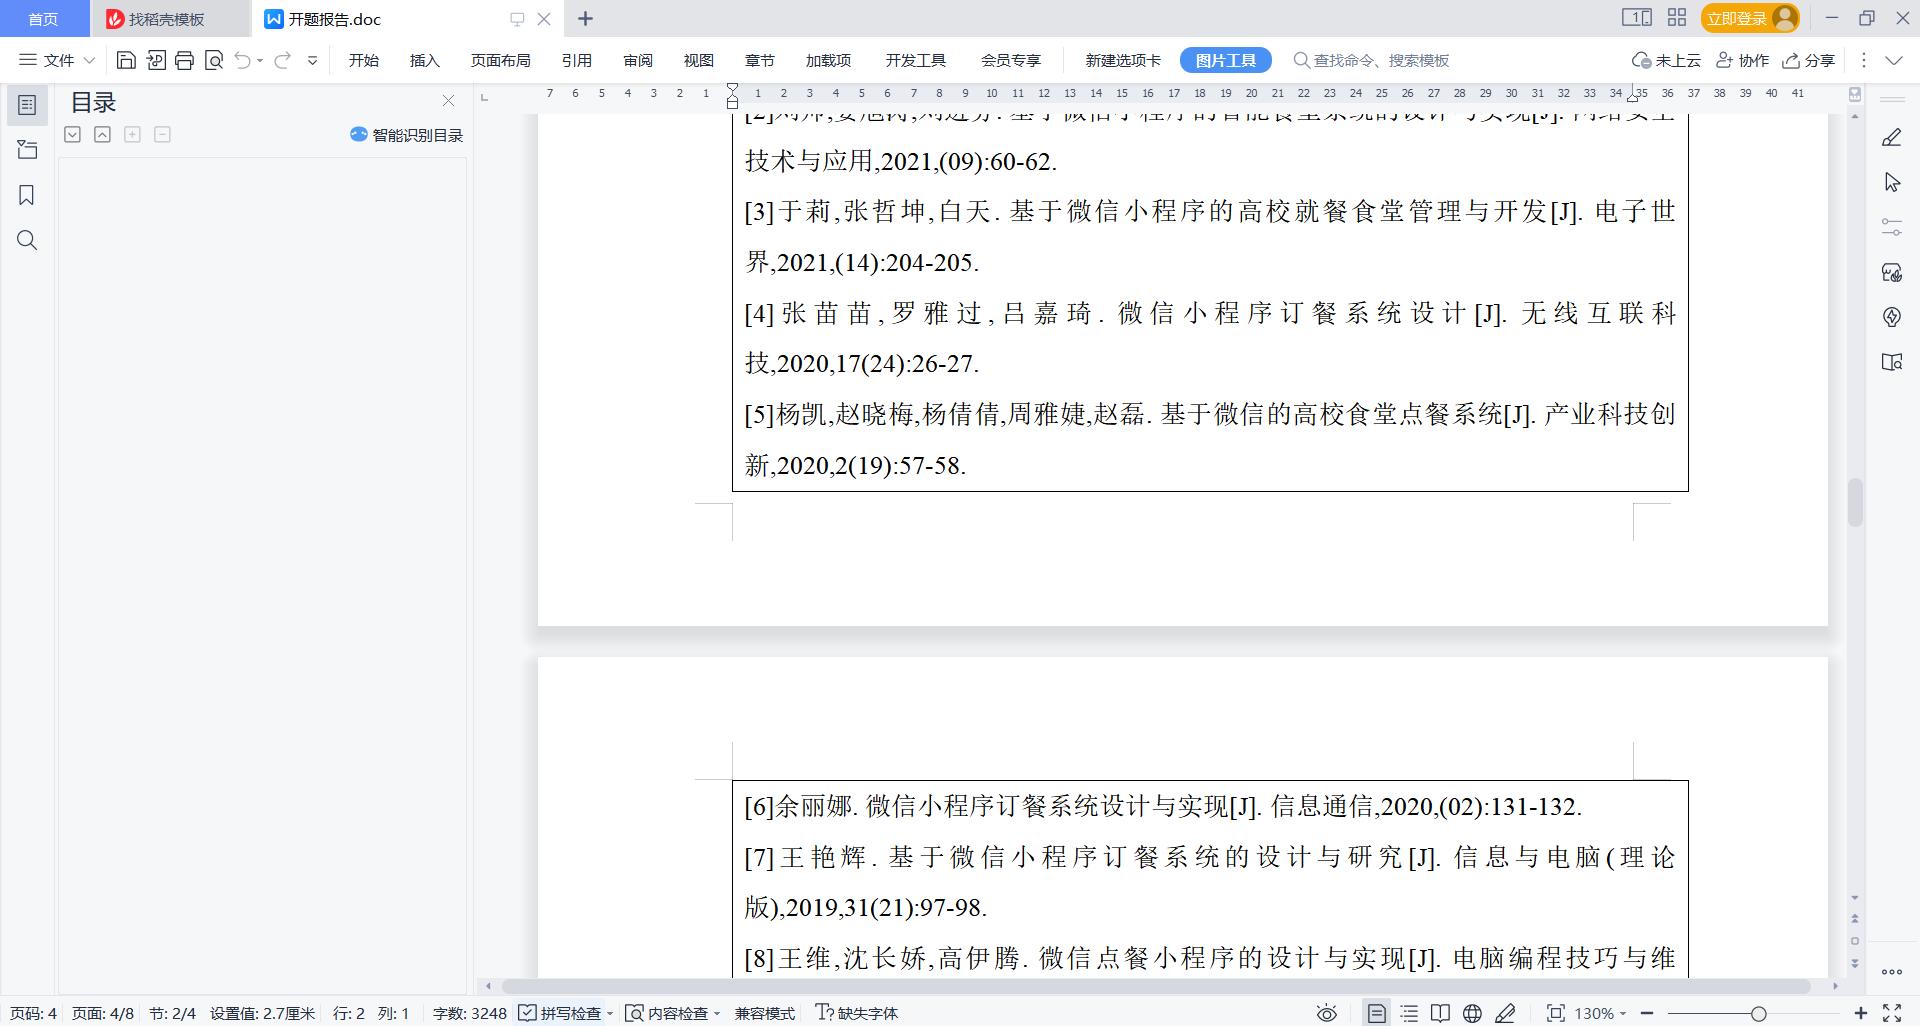 首页
找稻壳模板
开题报告.doc
立即登录
文件
开始 插入 页面布局 引用 审阅 视图 章节 加载项 开发工具 会员专享 新建选项卡 图片工具 查找命令、搜索模板
未上云 协作 分享
目录
智能识别目录
7 6 5 4 3 2 1 1 2 3 4 5 6 7 8 9 10 11 12 13 14 15 16 17 18 19 20 21 22 23 24 25 26 27 28 29 30 31 32 33 34 35 36 37 38 39 40 41
技术与应用,2021,(09):60-62.
[3]于莉,张哲坤,白天. 基于微信小程序的高校就餐食堂管理与开发[J]. 电子世
界,2021,(14):204-205.
[4]张苗苗,罗雅过,吕嘉琦. 微信小程序订餐系统设计[J]. 无线互联科
技,2020,17(24):26-27.
[5]杨凯,赵晓梅,杨倩倩,周雅婕,赵磊. 基于微信的高校食堂点餐系统[J]. 产业科技创
新,2020,2(19):57-58.
[6]余丽娜. 微信小程序订餐系统设计与实现[J]. 信息通信,2020,(02):131-132.
[7]王艳辉. 基于微信小程序订餐系统的设计与研究[J]. 信息与电脑(理论
版),2019,31(21):97-98.
[8]王维,沈长娇,高伊腾. 微信点餐小程序的设计与实现[J]. 电脑编程技巧与维
页码: 4 页面: 4/8 节: 2/4 设置值: 2.7厘米 行: 2 列: 1 字数: 3248 拼写检查 内容检查 兼容模式 缺失字体 130%